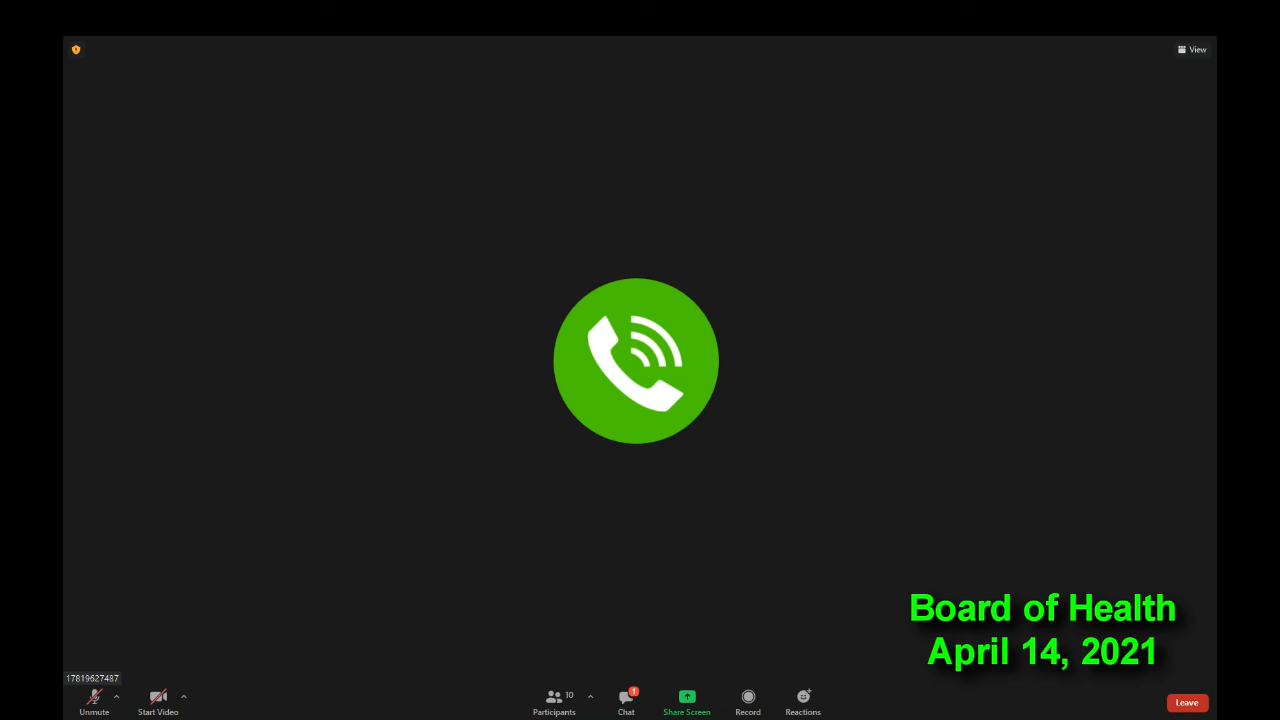 View
Board of Health
April 14, 2021
17819627487
Unmute
Start Video
10
Participants
1
Chat
Share Screen
Record
Reactions
Leave